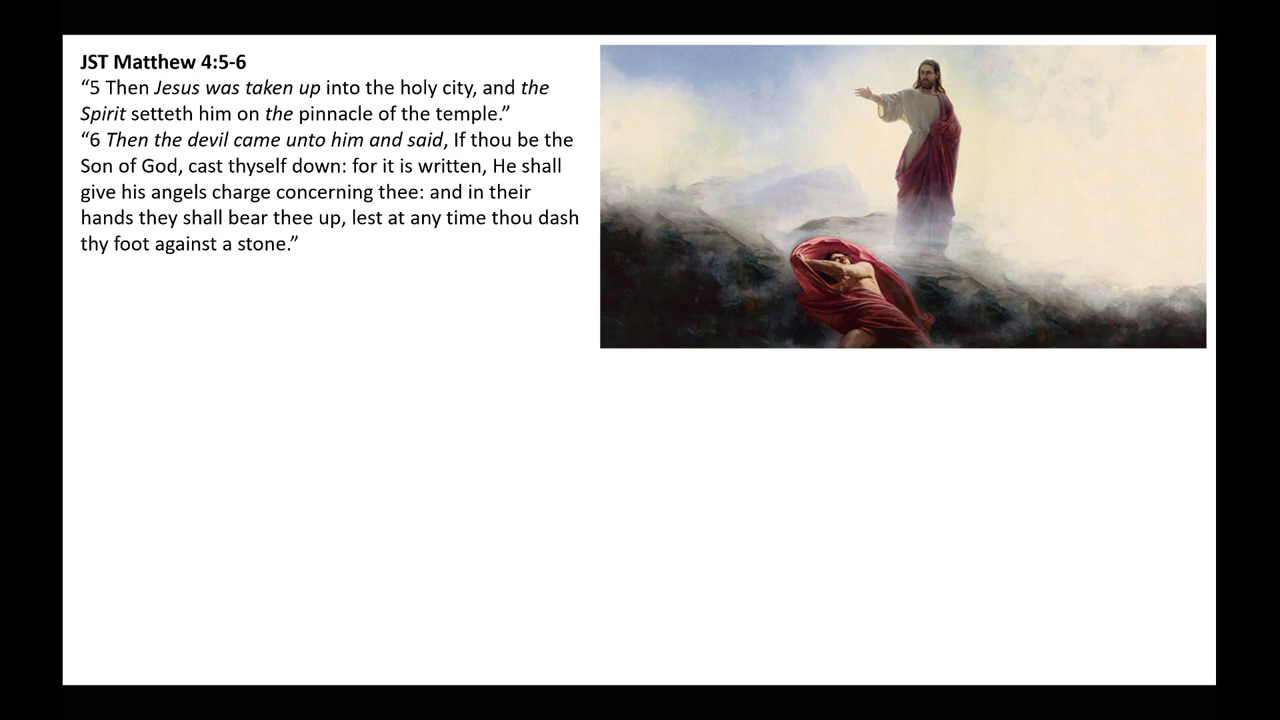 JST Matthew 4:5-6
“5 Then Jesus was taken up into the holy city, and the
Spirit setteth him on the pinnacle of the temple.”
“6 Then the devil came unto him and said, If thou be the
Son of God, cast thyself down: for it is written, He shall
give his angels charge concerning thee: and in their
hands they shall bear thee up, lest at any time thou dash
thy foot against a stone.”